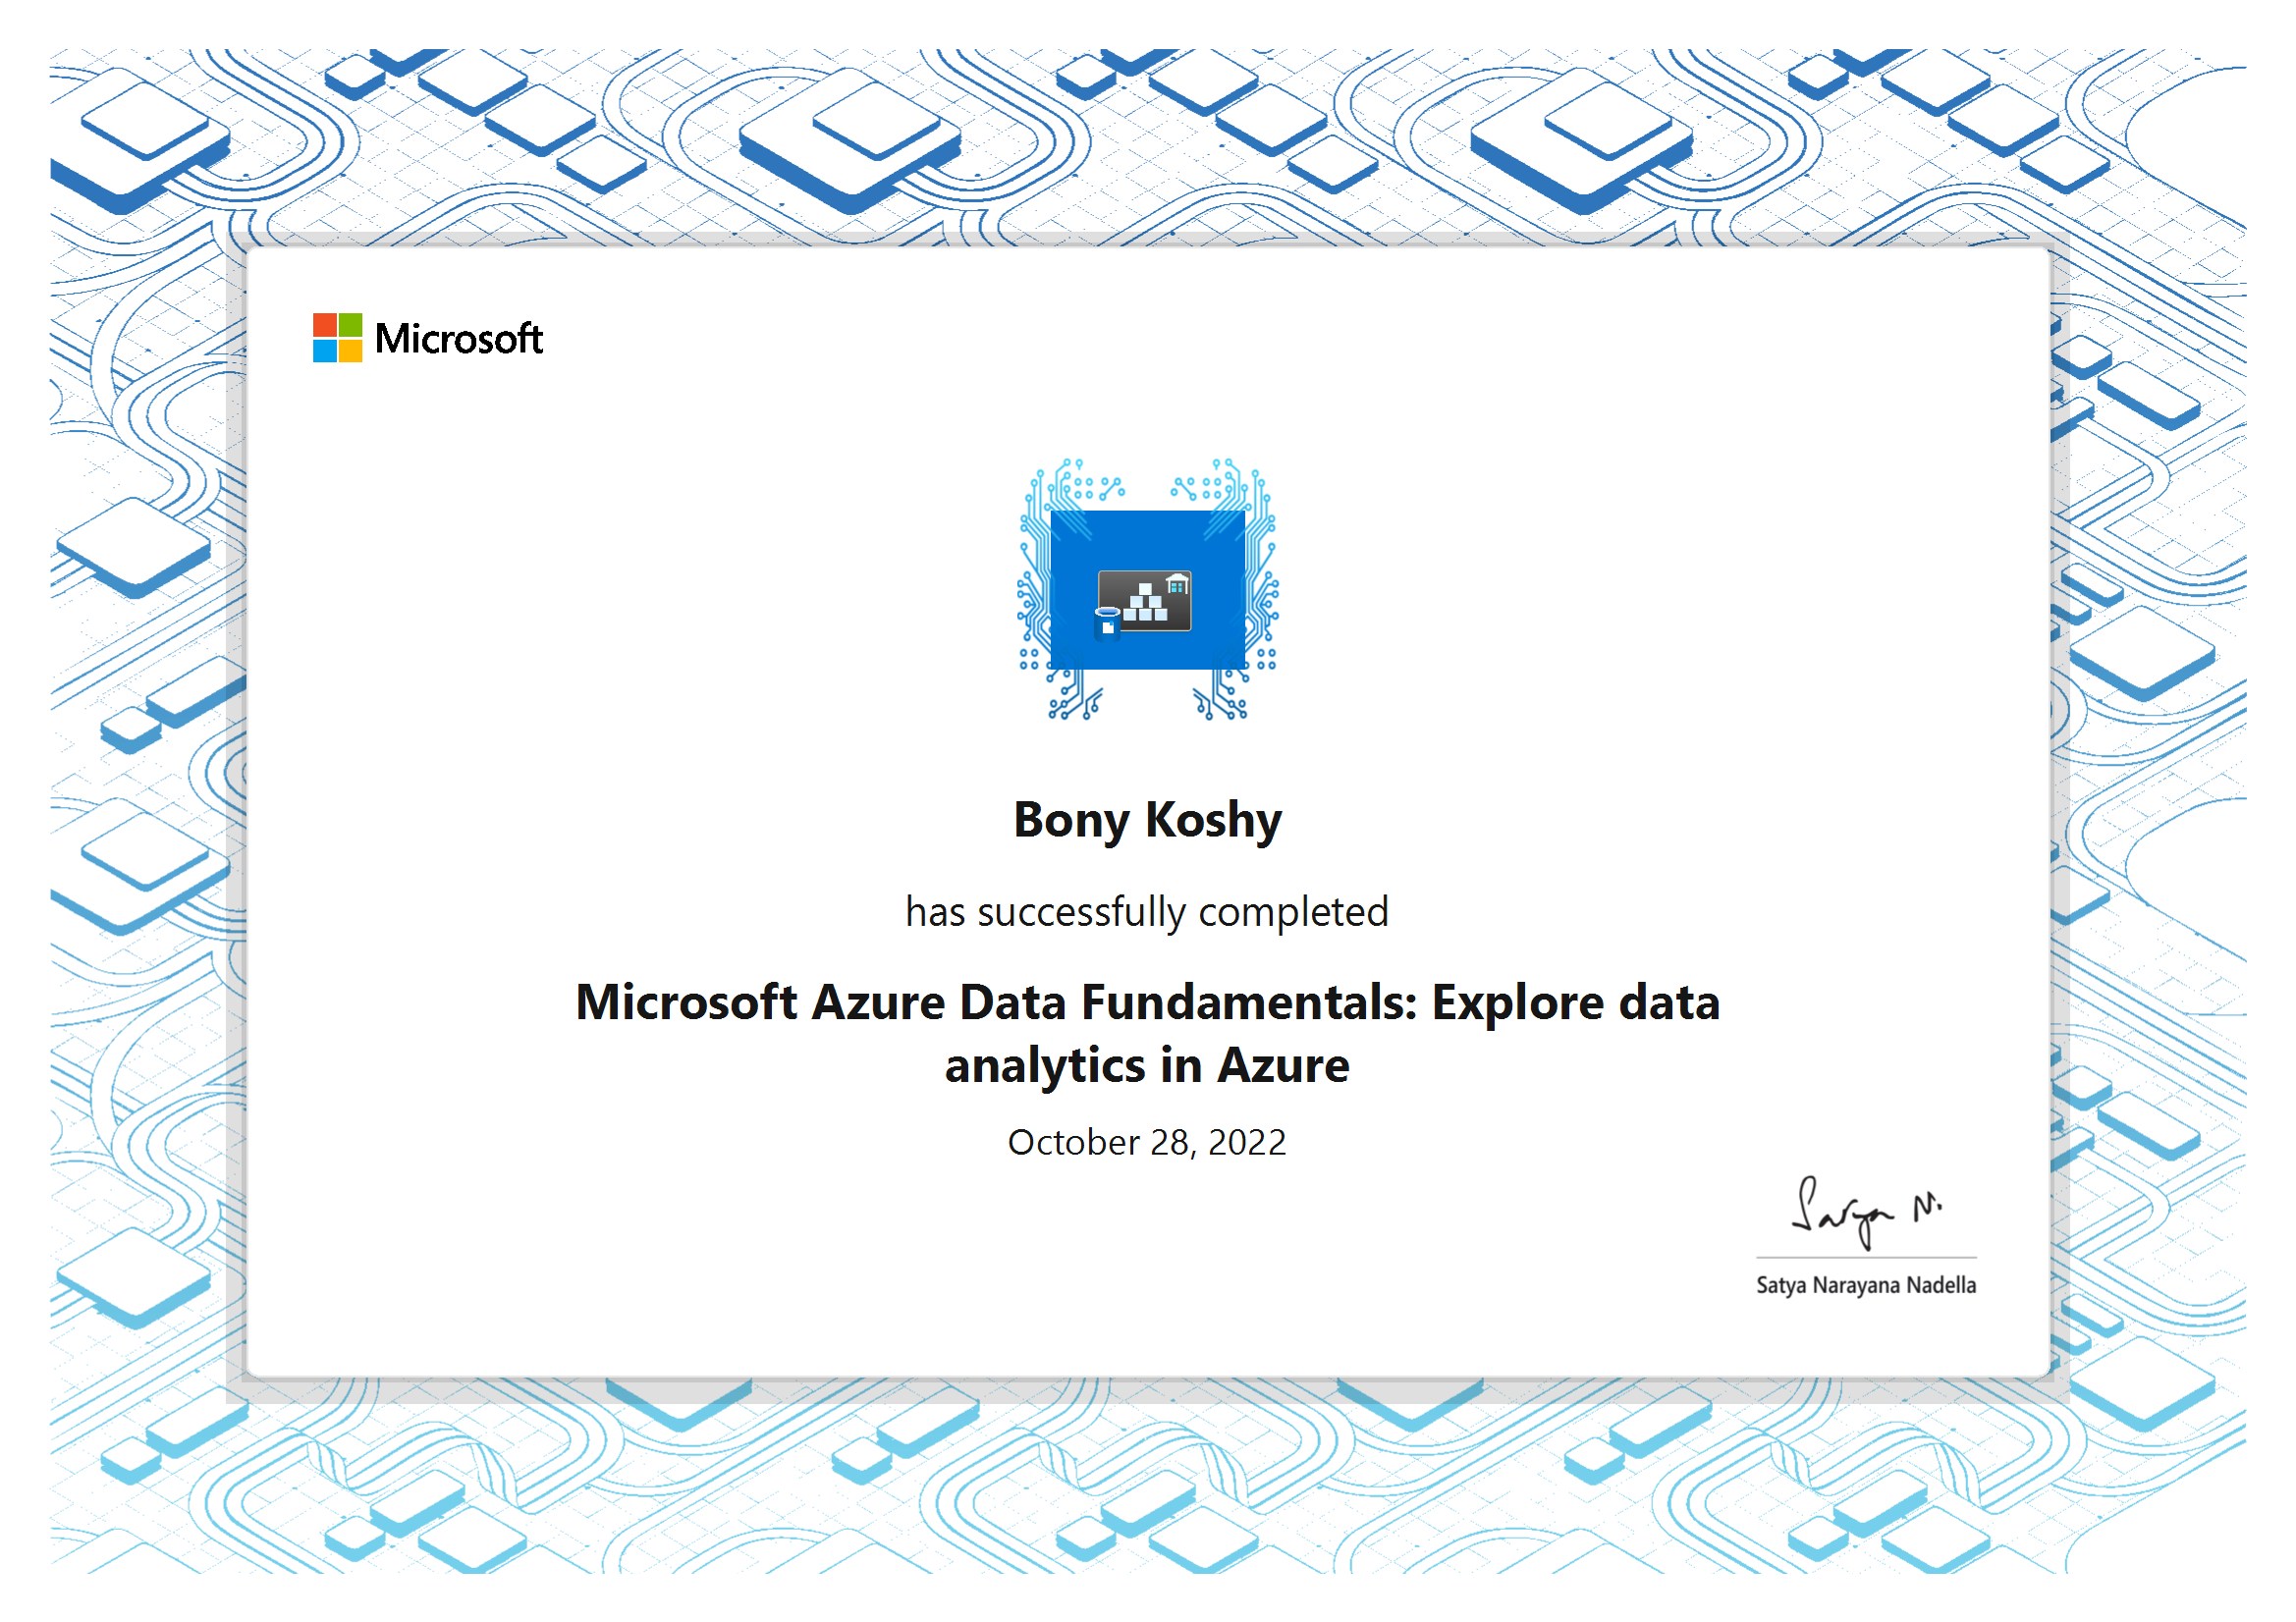 Microsoft
Bony Koshy
has successfully completed
Microsoft Azure Data Fundamentals: Explore data
analytics in Azure
October 28, 2022
Satya N.
Satya Narayana Nadella